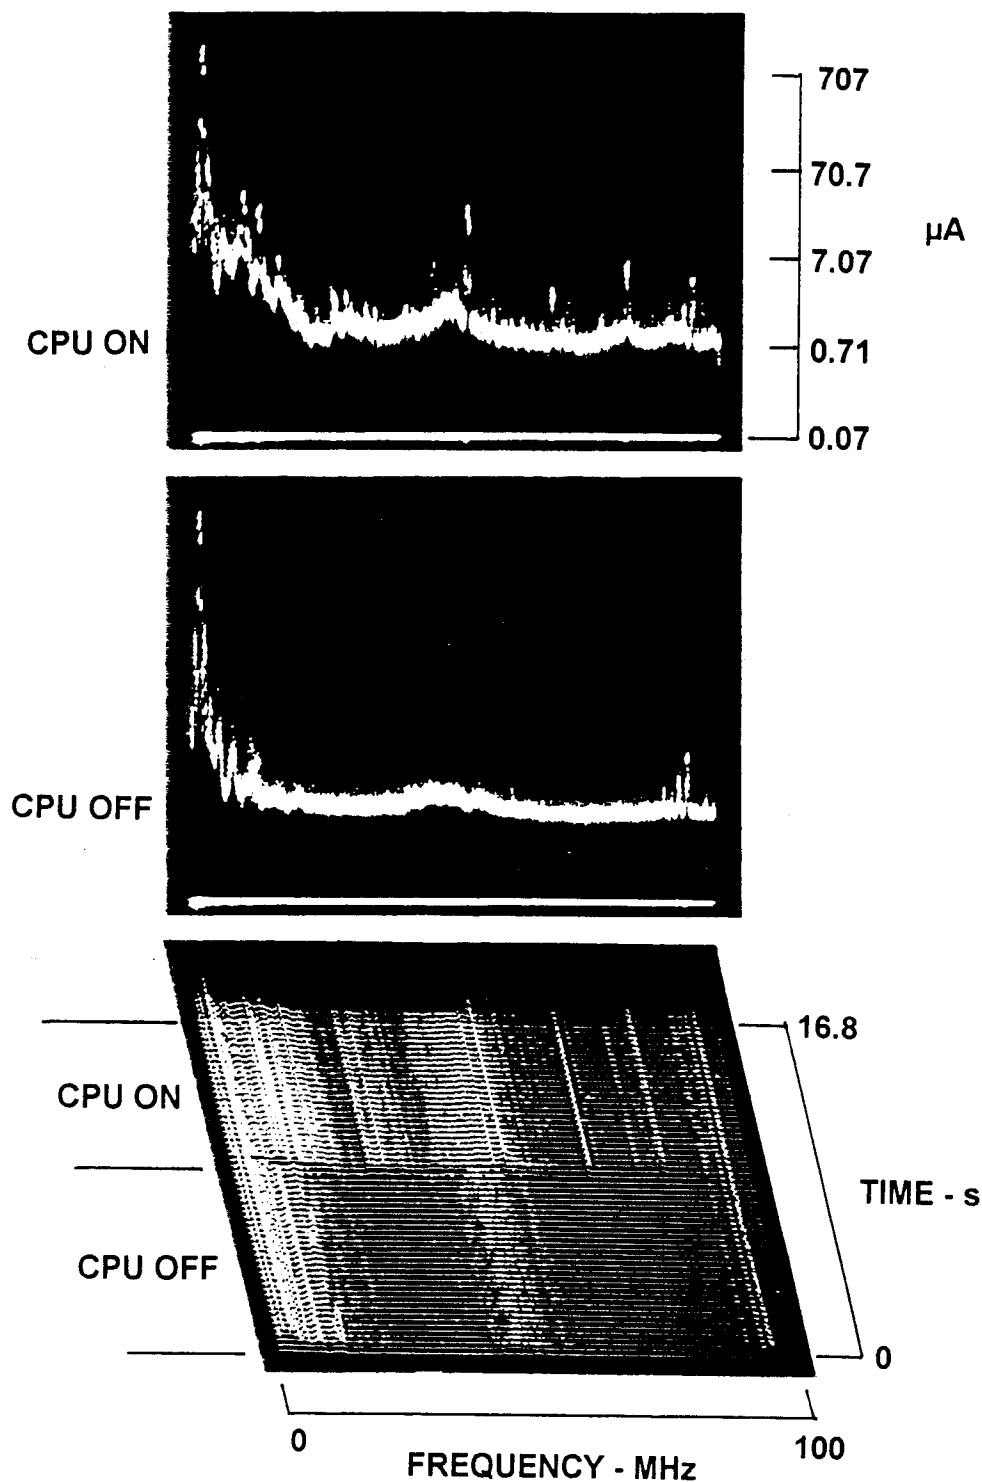 707
70.7
µA
7.07
CPU ON
0.71
0.07
CPU OFF
16.8
CPU ON
TIME - s
CPU OFF
0
0
100
FREQUENCY - MHz